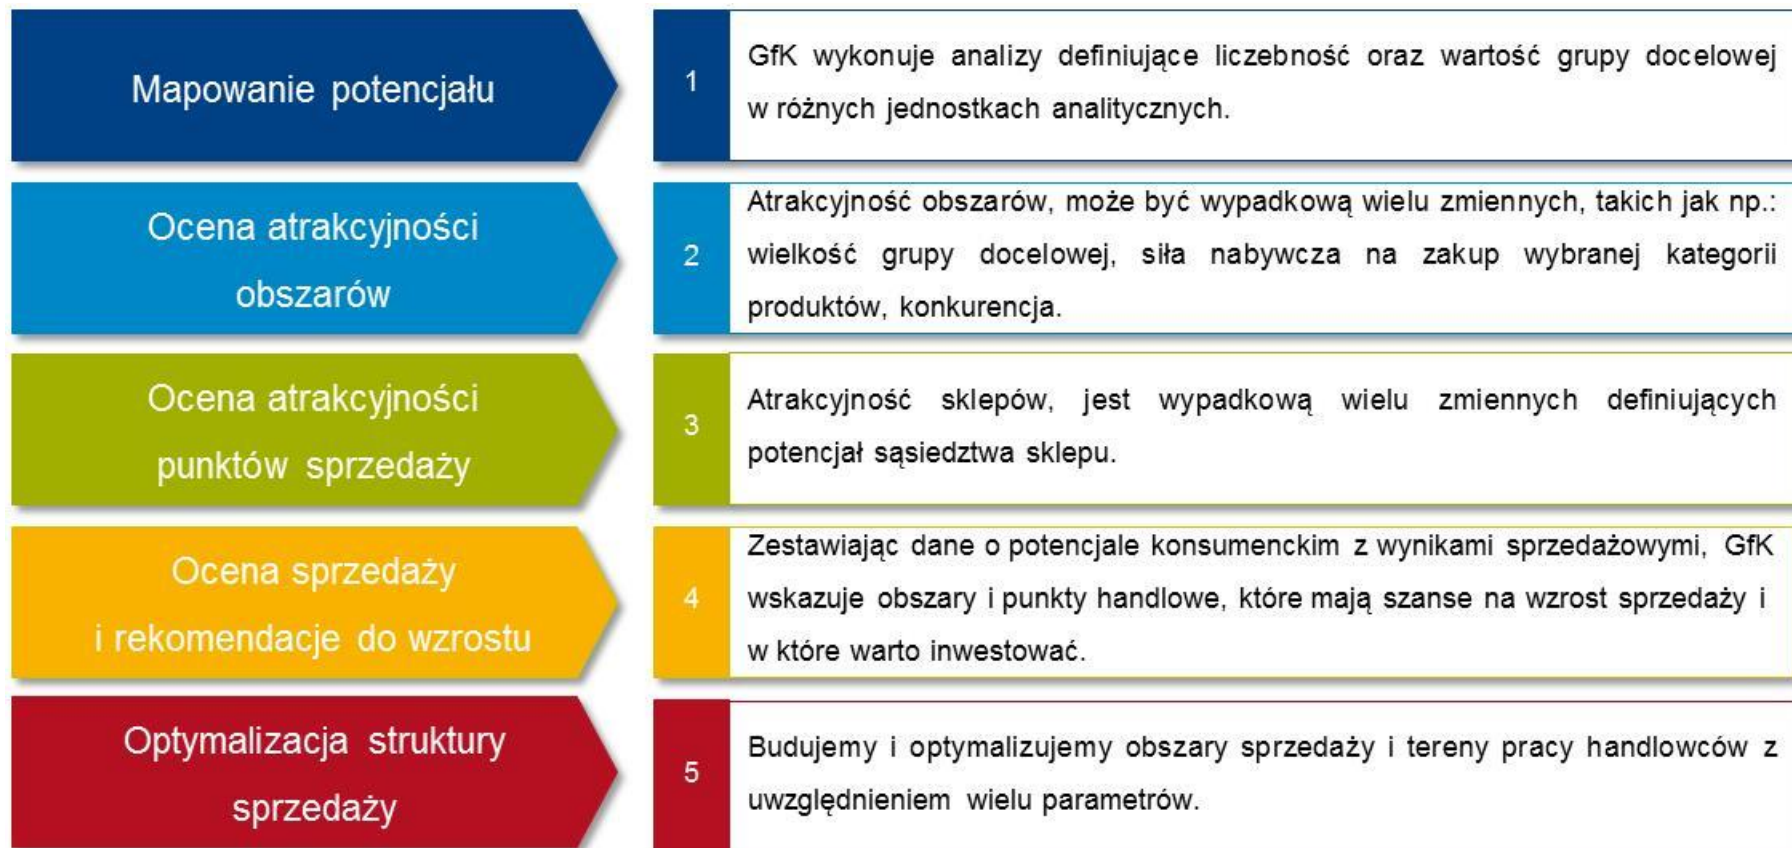 Mapowanie potencjału
1
GfK wykonuje analizy definiujące liczebność oraz wartość grupy docelowej
w różnych jednostkach analitycznych.
Ocena atrakcyjności
obszarów
2
Atrakcyjność obszarów, może być wypadkową wielu zmiennych, takich jak np.:
wielkość grupy docelowej, siła nabywcza na zakup wybranej kategorii
produktów, konkurencja.
Ocena atrakcyjności
punktów sprzedaży
3
Atrakcyjność sklepów, jest wypadkową wielu zmiennych definiujących
potencjał sąsiedztwa sklepu.
Ocena sprzedaży
i rekomendacje do wzrostu
4
Zestawiając dane o potencjale konsumenckim z wynikami sprzedażowymi, GfK
wskazuje obszary i punkty handlowe, które mają szanse na wzrost sprzedaży i
w które warto inwestować.
Optymalizacja struktury
sprzedaży
5
Budujemy i optymalizujemy obszary sprzedaży i tereny pracy handlowców z
uwzględnieniem wielu parametrów.